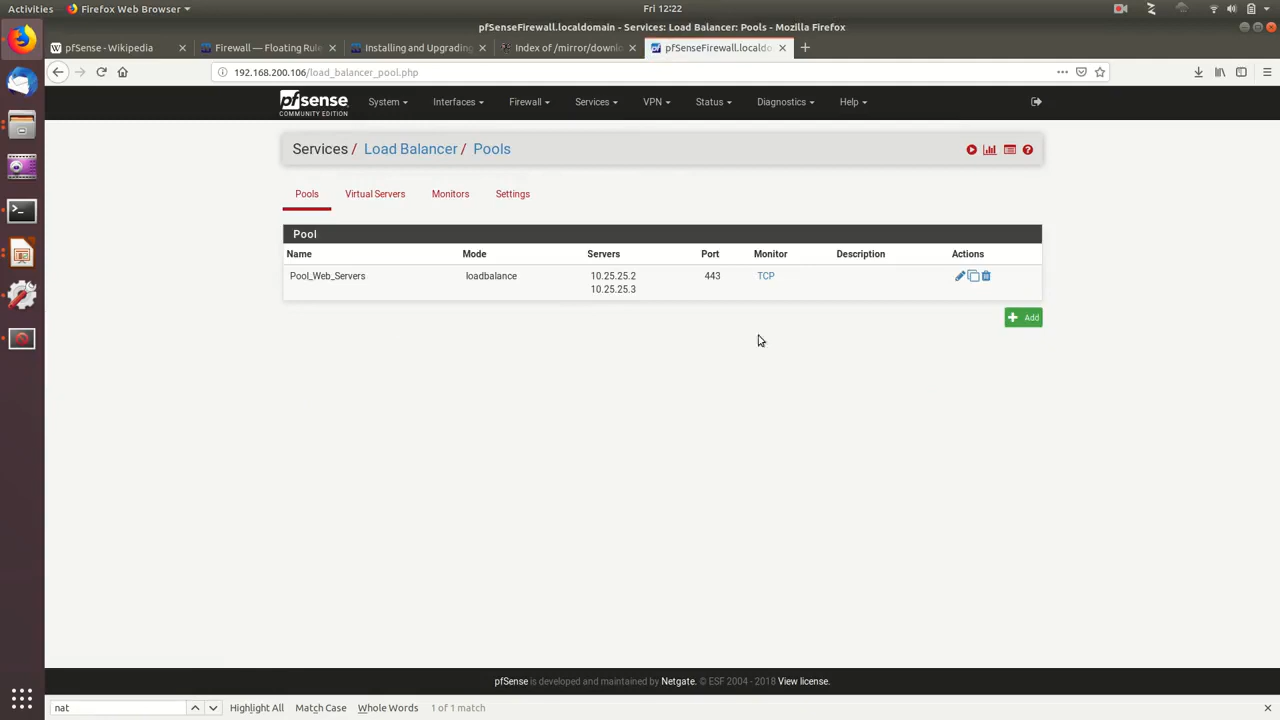 Activities
Firefox Web Browser
Fri 12:22
pfSenseFirewall.localdomain - Services: Load Balancer: Pools - Mozilla Firefox
pfSense - Wikipedia
Firewall — Floating Rule
Installing and Upgrading
Index of /mirror/downlo
pfSenseFirewall.localdo
192.168.200.106/load_balancer_pool.php
pfsense
COMMUNITY EDITION
System
Interfaces
Firewall
Services
VPN
Status
Diagnostics
Help
Services / Load Balancer / Pools
Pools
Virtual Servers
Monitors
Settings
Pool
Name Mode Servers Port Monitor Description Actions
Pool_Web_Servers loadbalance 10.25.25.2 443 TCP
10.25.25.3
Add
pfSense is developed and maintained by Netgate. © ESF 2004 - 2018 View license.
nat
Highlight All
Match Case
Whole Words
1 of 1 match